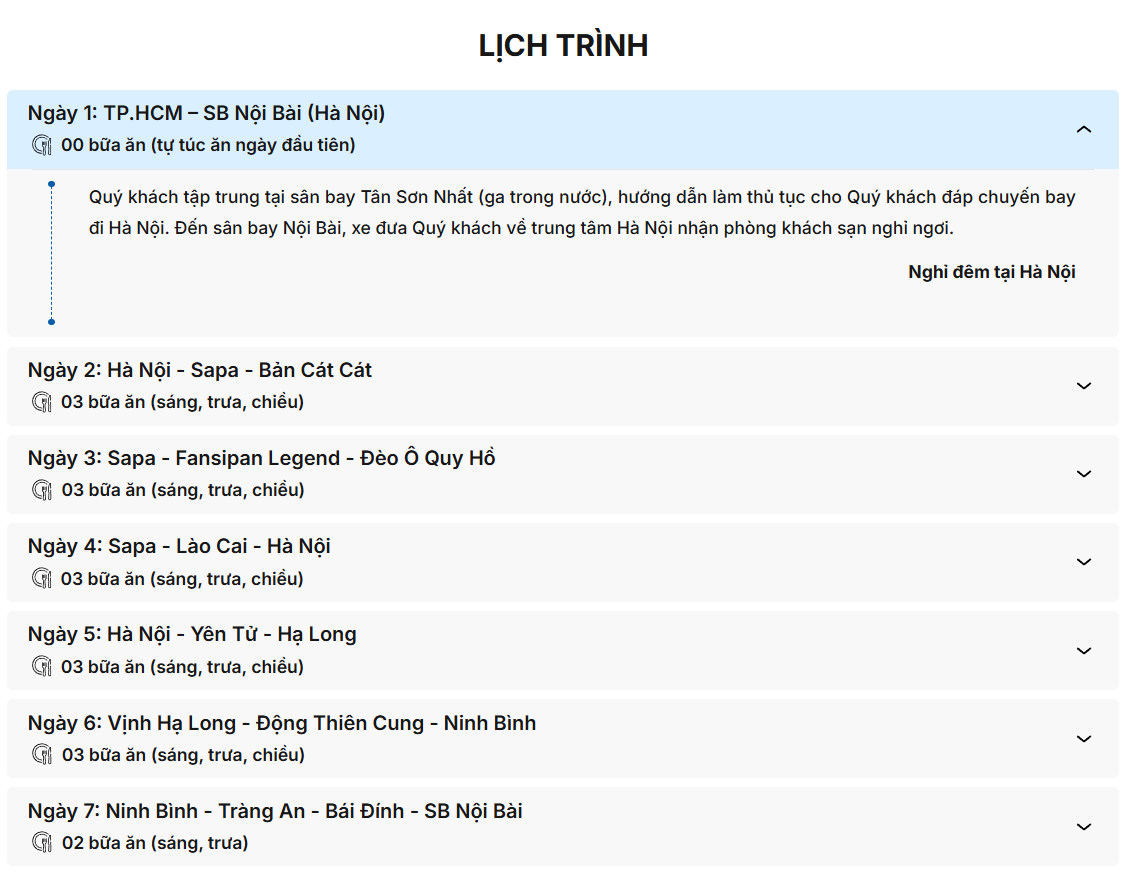 LỊCH TRÌNH
Ngày 1: TP.HCM – SB Nội Bài (Hà Nội)
00 bữa ăn (tự túc ăn ngày đầu tiên)
Quý khách tập trung tại sân bay Tân Sơn Nhất (ga trong nước), hướng dẫn làm thủ tục cho Quý khách đáp chuyến bay
đi Hà Nội. Đến sân bay Nội Bài, xe đưa Quý khách về trung tâm Hà Nội nhận phòng khách sạn nghỉ ngơi.
Nghỉ đêm tại Hà Nội
Ngày 2: Hà Nội - Sapa - Bản Cát Cát
03 bữa ăn (sáng, trưa, chiều)
Ngày 3: Sapa - Fansipan Legend - Đèo Ô Quy Hồ
03 bữa ăn (sáng, trưa, chiều)
Ngày 4: Sapa - Lào Cai - Hà Nội
03 bữa ăn (sáng, trưa, chiều)
Ngày 5: Hà Nội - Yên Tử - Hạ Long
03 bữa ăn (sáng, trưa, chiều)
Ngày 6: Vịnh Hạ Long - Động Thiên Cung - Ninh Bình
03 bữa ăn (sáng, trưa, chiều)
Ngày 7: Ninh Bình - Tràng An - Bái Đính - SB Nội Bài
02 bữa ăn (sáng, trưa)